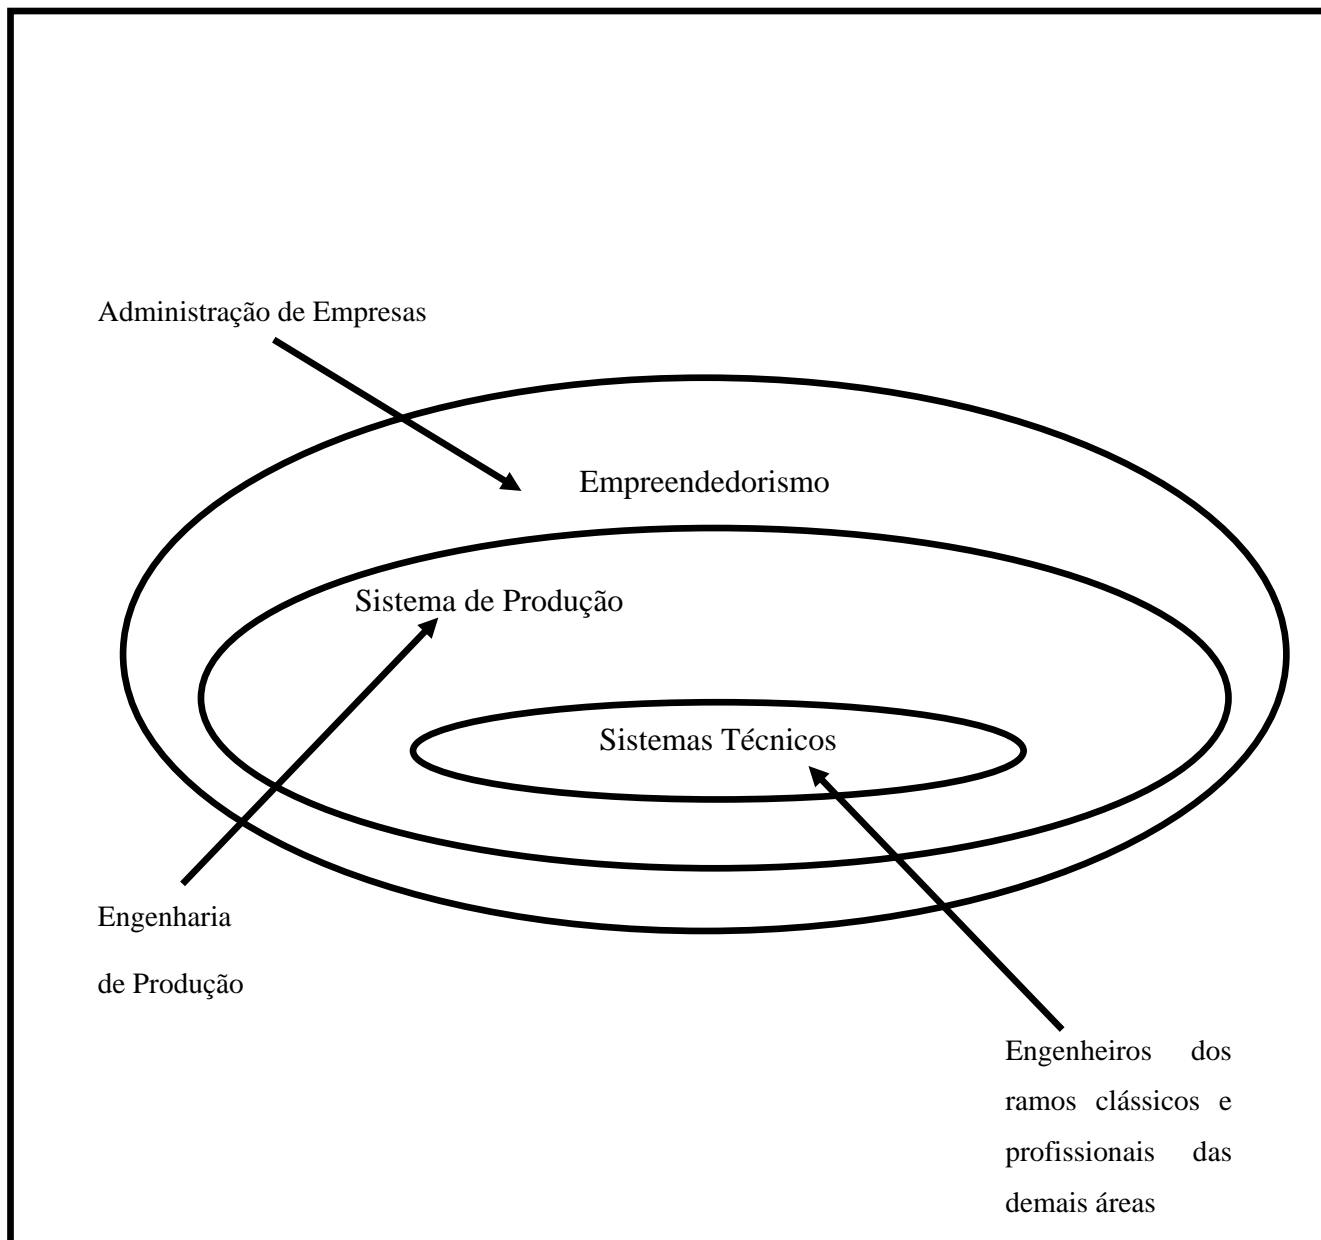 Administração de Empresas
Empreendedorismo
Sistema de Produção
Sistemas Técnicos
Engenharia
de Produção
Engenheiros dos
ramos clássicos e
profissionais das
demais áreas